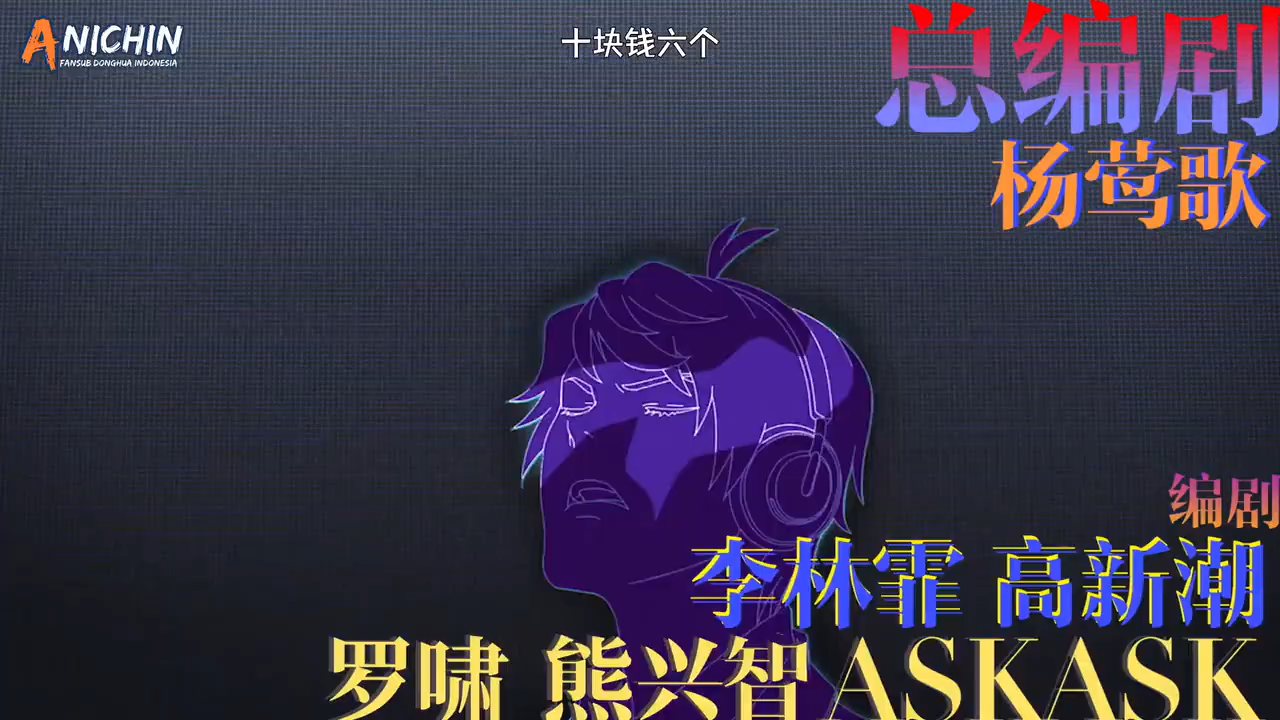 ANICHIN
FANSUB DONGHUA INDONESIA
十块钱六个
总编剧
杨莺歌
编剧
李林霏 高新潮
罗啸 熊兴智 ASKASK